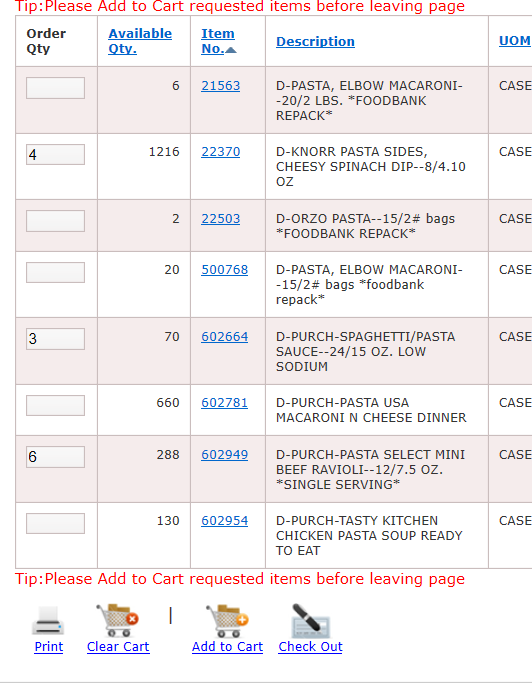 Tip:Please Add to Cart requested items before leaving page
Order Qty Available Qty. Item No. Description UOM
6 21563 D-PASTA, ELBOW MACARONI-
-20/2 LBS. *FOODBANK
REPACK* CASE
4 1216 22370 D-KNORR PASTA SIDES,
CHEESY SPINACH DIP--8/4.10
OZ CASE
2 22503 D-ORZO PASTA--15/2# bags
*FOODBANK REPACK* CASE
20 500768 D-PASTA, ELBOW MACARONI-
-15/2# bags *foodbank
repack* CASE
3 70 602664 D-PURCH-SPAGHETTI/PASTA
SAUCE--24/15 OZ. LOW
SODIUM CASE
660 602781 D-PURCH-PASTA USA
MACARONI N CHEESE DINNER CASE
6 288 602949 D-PURCH-PASTA SELECT MINI
BEEF RAVIOLI--12/7.5 OZ.
*SINGLE SERVING* CASE
130 602954 D-PURCH-TASTY KITCHEN
CHICKEN PASTA SOUP READY
TO EAT CASE
Tip:Please Add to Cart requested items before leaving page
Print Clear Cart | Add to Cart Check Out